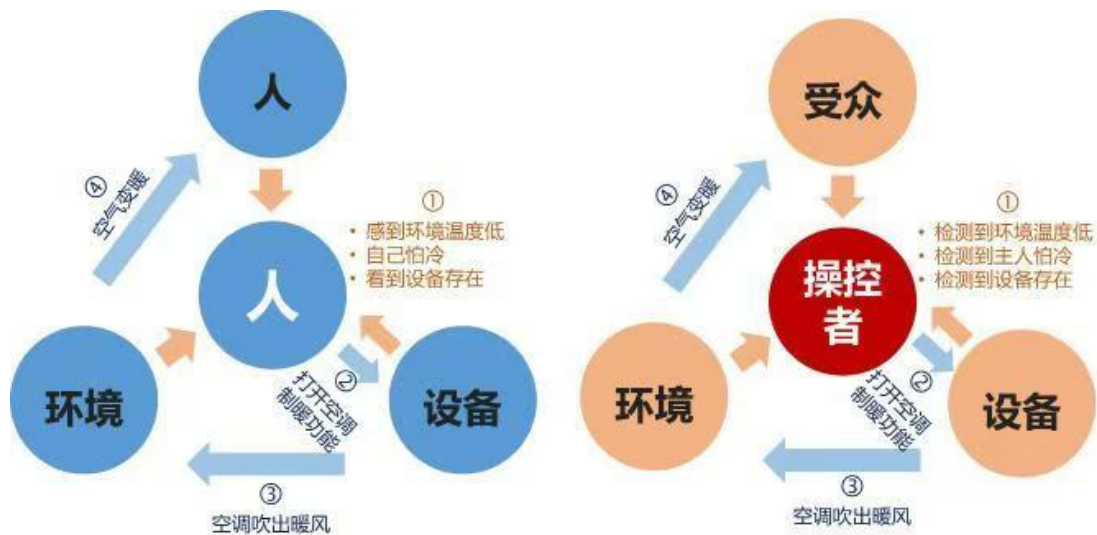 人
④
空气变暖
①
• 感到环境温度低
• 自己怕冷
• 看到设备存在
人
环境
设备
②
打开空调
制暖功能
③
空调吹出暖风
受众
④
空气变暖
①
• 检测到环境温度低
• 检测到主人怕冷
• 检测到设备存在
操控
者
环境
设备
②
打开空调
制暖功能
③
空调吹出暖风